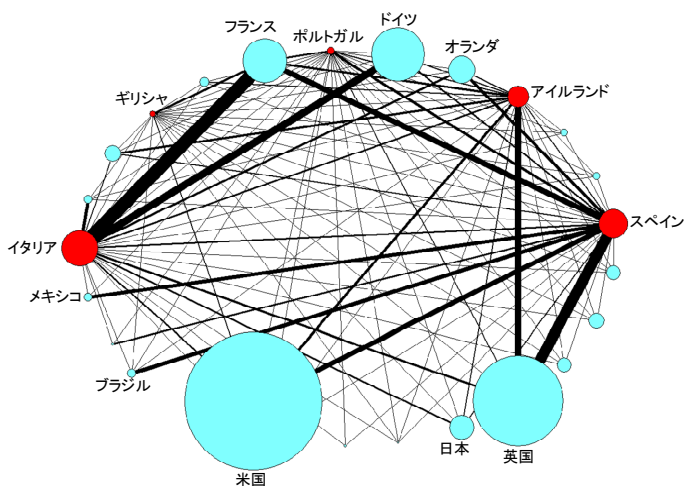 ドイツ
フランス
ポルトガル
オランダ
アイルランド
ギリシャ
スペイン
イタリア
メキシコ
ブラジル
日本
英国
米国